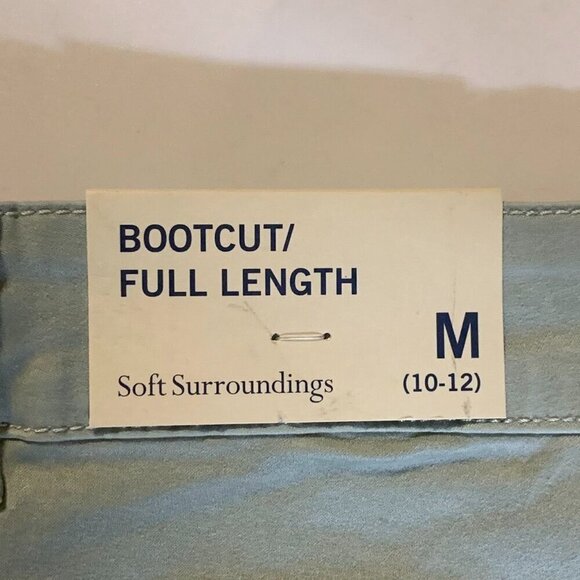 BOOTCUT/
FULL LENGTH
M
Soft Surroundings
(10-12)